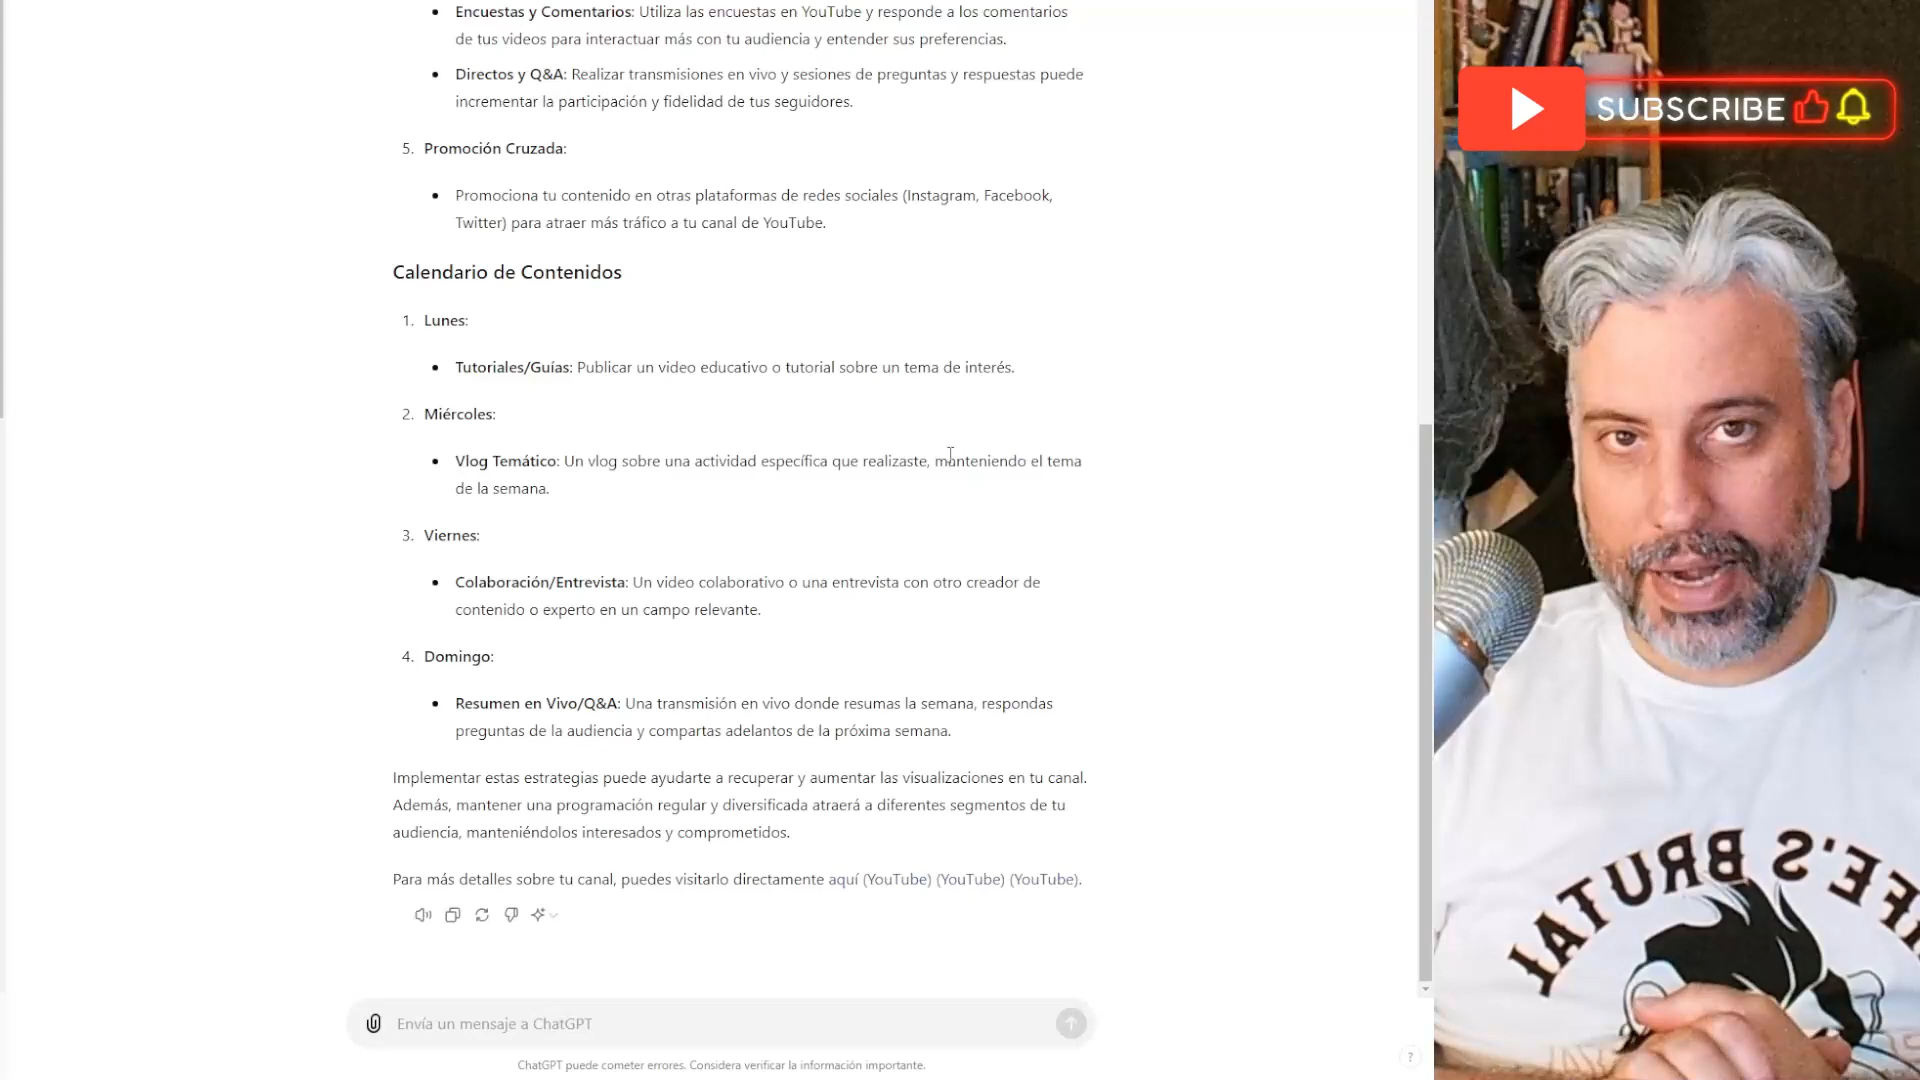 Encuestas y Comentarios: Utiliza las encuestas en YouTube y responde a los comentarios
de tus videos para interactuar más con tu audiencia y entender sus preferencias.
Directos y Q&A: Realizar transmisiones en vivo y sesiones de preguntas y respuestas puede
incrementar la participación y fidelidad de tus seguidores.
5. Promoción Cruzada:
Promociona tu contenido en otras plataformas de redes sociales (Instagram, Facebook,
Twitter) para atraer más tráfico a tu canal de YouTube.
Calendario de Contenidos
1. Lunes:
Tutoriales/Guías: Publicar un video educativo o tutorial sobre un tema de interés.
2. Miércoles:
Vlog Temático: Un vlog sobre una actividad específica que realizaste, manteniendo el tema
de la semana.
3. Viernes:
Colaboración/Entrevista: Un video colaborativo o una entrevista con otro creador de
contenido o experto en un campo relevante.
4. Domingo:
Resumen en Vivo/Q&A: Una transmisión en vivo donde resumas la semana, respondas
preguntas de la audiencia y compartas adelantos de la próxima semana.
Implementar estas estrategias puede ayudarte a recuperar y aumentar las visualizaciones en tu canal.
Además, mantener una programación regular y diversificada atraerá a diferentes segmentos de tu
audiencia, manteniéndolos interesados y comprometidos.
Para más detalles sobre tu canal, puedes visitarlo directamente aquí (YouTube) (YouTube) (YouTube).
Envía un mensaje a ChatGPT
ChatGPT puede cometer errores. Considera verificar la información importante.
?
SUBSCRIBE
FE'S BRUTAL